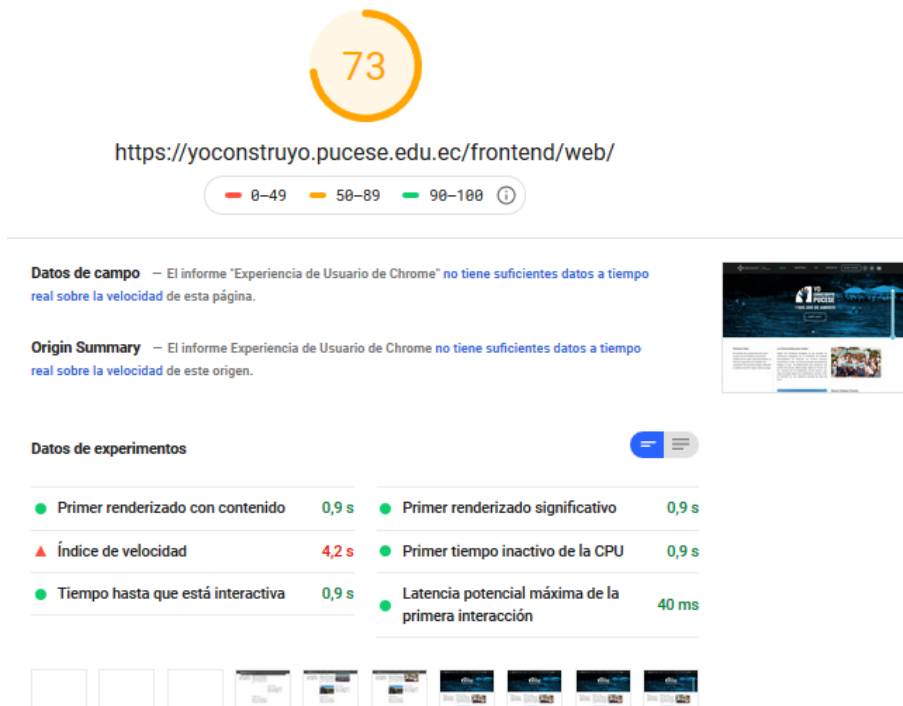 73
https://yoconstruyo.pucese.edu.ec/frontend/web/
0–49 50–89 90–100
Datos de campo — El informe "Experiencia de Usuario de Chrome" no tiene suficientes datos a tiempo
real sobre la velocidad de esta página.
Origin Summary — El informe Experiencia de Usuario de Chrome no tiene suficientes datos a tiempo
real sobre la velocidad de este origen.
YO
CONSTRUYO
PUCESE
Datos de experimentos
Primer renderizado con contenido 0,9 s
Índice de velocidad 4,2 s
Tiempo hasta que está interactiva 0,9 s
Primer renderizado significativo 0,9 s
Primer tiempo inactivo de la CPU 0,9 s
Latencia potencial máxima de la
primera interacción 40 ms